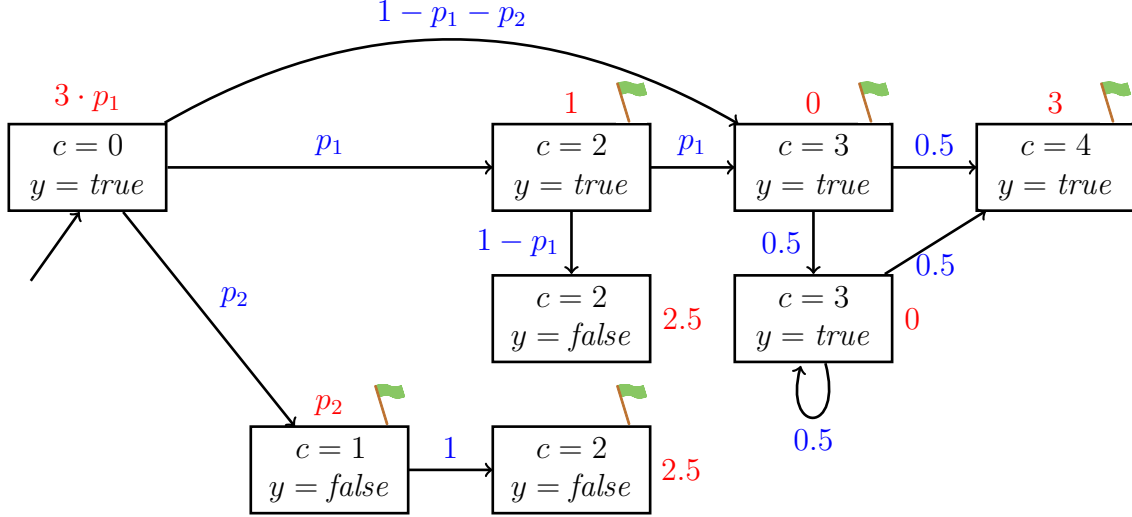 1 − p₁ − p₂
3 · p₁
c = 0
y = true
p₁
1
c = 2
y = true
p₁
0
c = 3
y = true
0.5
3
c = 4
y = true
1 − p₁
0.5
0.5
p₂
c = 2
y = false
2.5
c = 3
y = true
0
0.5
p₂
c = 1
y = false
1
c = 2
y = false
2.5